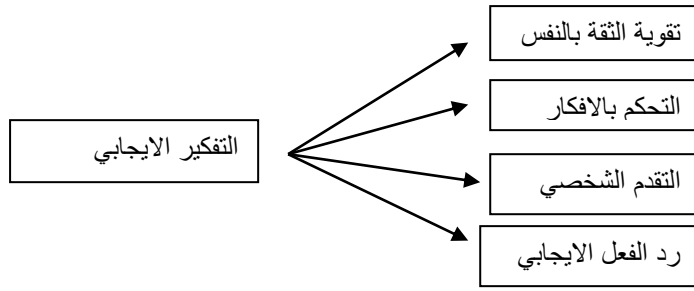 تقوية الثقة بالنفس
التحكم بالافكار
التفكير الايجابي
التقدم الشخصي
رد الفعل الايجابي